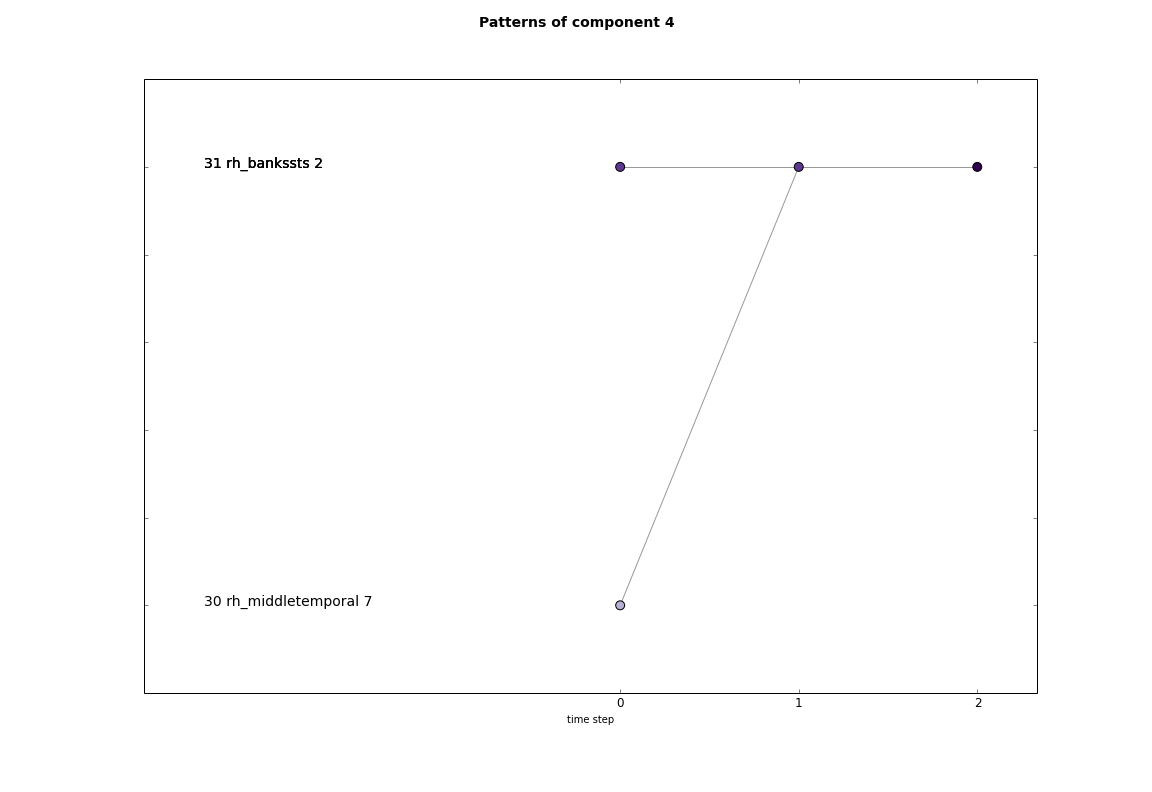 Patterns of component 4
31 rh_bankssts 2
30 rh_middletemporal 7
0 1 2
time step